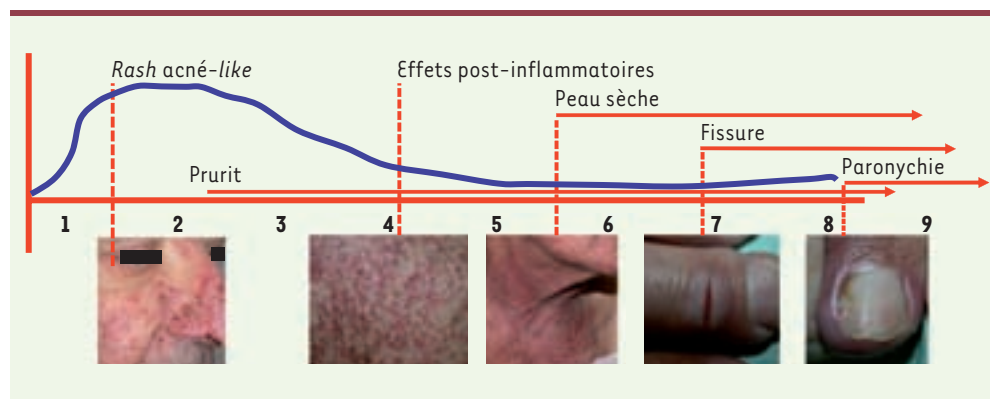 Rash acné-like
Effets post-inflammatoires
Peau sèche
Fissure
Paronychie
Prurit
1 2 3 4 5 6 7 8 9